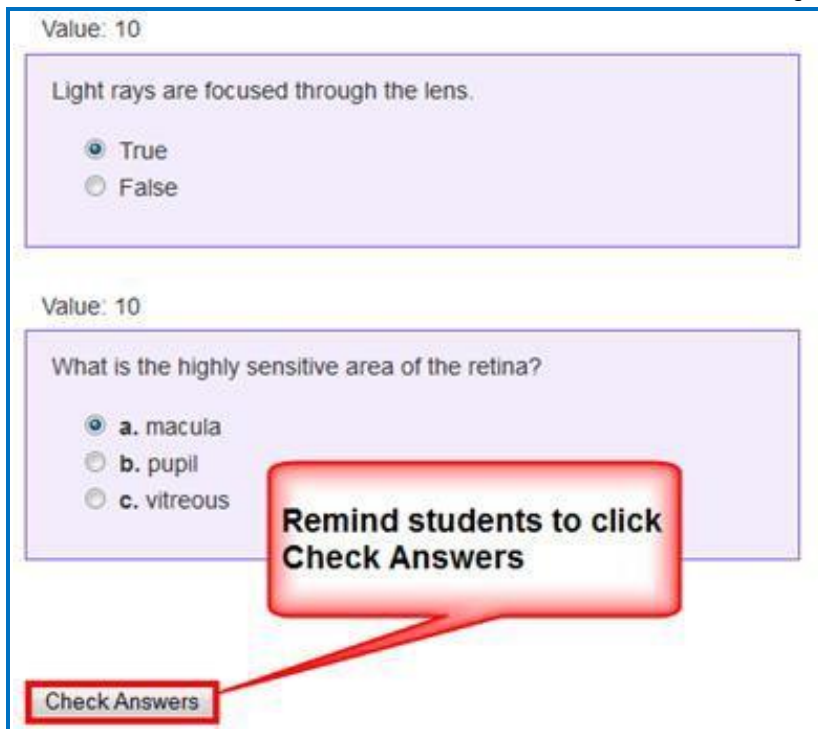 Value: 10
Light rays are focused through the lens.
True
False
Value: 10
What is the highly sensitive area of the retina?
a. macula
b. pupil
c. vitreous
Remind students to click
Check Answers
Check Answers